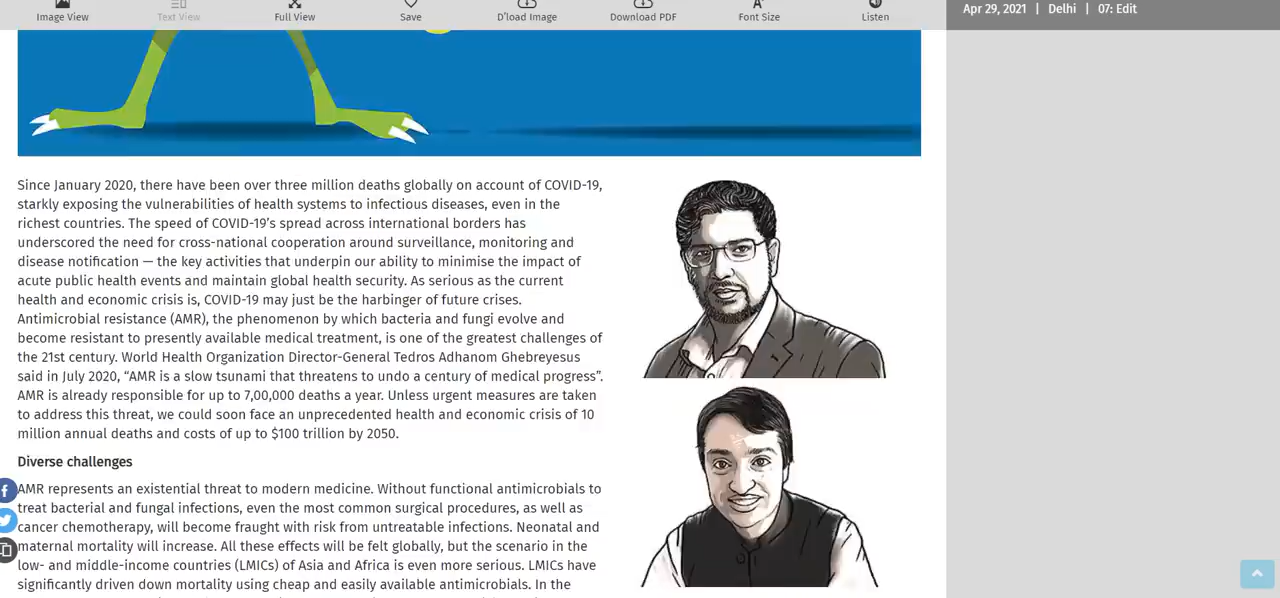 Image View
Text View
Full View
Save
D'load Image
Download PDF
Font Size
Listen
Apr 29, 2021 | Delhi | 07: Edit
Since January 2020, there have been over three million deaths globally on account of COVID-19,
starkly exposing the vulnerabilities of health systems to infectious diseases, even in the
richest countries. The speed of COVID-19’s spread across international borders has
underscored the need for cross-national cooperation around surveillance, monitoring and
disease notification — the key activities that underpin our ability to minimise the impact of
acute public health events and maintain global health security. As serious as the current
health and economic crisis is, COVID-19 may just be the harbinger of future crises.
Antimicrobial resistance (AMR), the phenomenon by which bacteria and fungi evolve and
become resistant to presently available medical treatment, is one of the greatest challenges of
the 21st century. World Health Organization Director-General Tedros Adhanom Ghebreyesus
said in July 2020, “AMR is a slow tsunami that threatens to undo a century of medical progress”.
AMR is already responsible for up to 7,00,000 deaths a year. Unless urgent measures are taken
to address this threat, we could soon face an unprecedented health and economic crisis of 10
million annual deaths and costs of up to $100 trillion by 2050.
Diverse challenges
AMR represents an existential threat to modern medicine. Without functional antimicrobials to
treat bacterial and fungal infections, even the most common surgical procedures, as well as
cancer chemotherapy, will become fraught with risk from untreatable infections. Neonatal and
maternal mortality will increase. All these effects will be felt globally, but the scenario in the
low- and middle-income countries (LMICs) of Asia and Africa is even more serious. LMICs have
significantly driven down mortality using cheap and easily available antimicrobials. In the